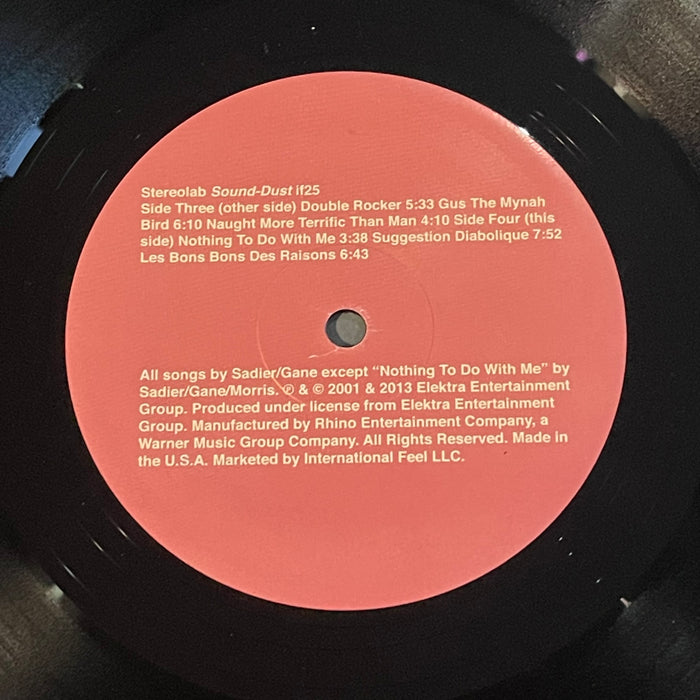 Stereolab Sound-Dust if25
Side Three (other side) Double Rocker 5:33 Gus The Mynah
Bird 6:10 Naught More Terrific Than Man 4:10 Side Four (this
side) Nothing To Do With Me 3:38 Suggestion Diabolique 7:52
Les Bons Bons Des Raisons 6:43
All songs by Sadier/Gane except “Nothing To Do With Me” by
Sadier/Gane/Morris. ℗ & © 2001 & 2013 Elektra Entertainment
Group. Produced under license from Elektra Entertainment
Group. Manufactured by Rhino Entertainment Company, a
Warner Music Group Company. All Rights Reserved. Made in
the U.S.A. Marketed by International Feel LLC.